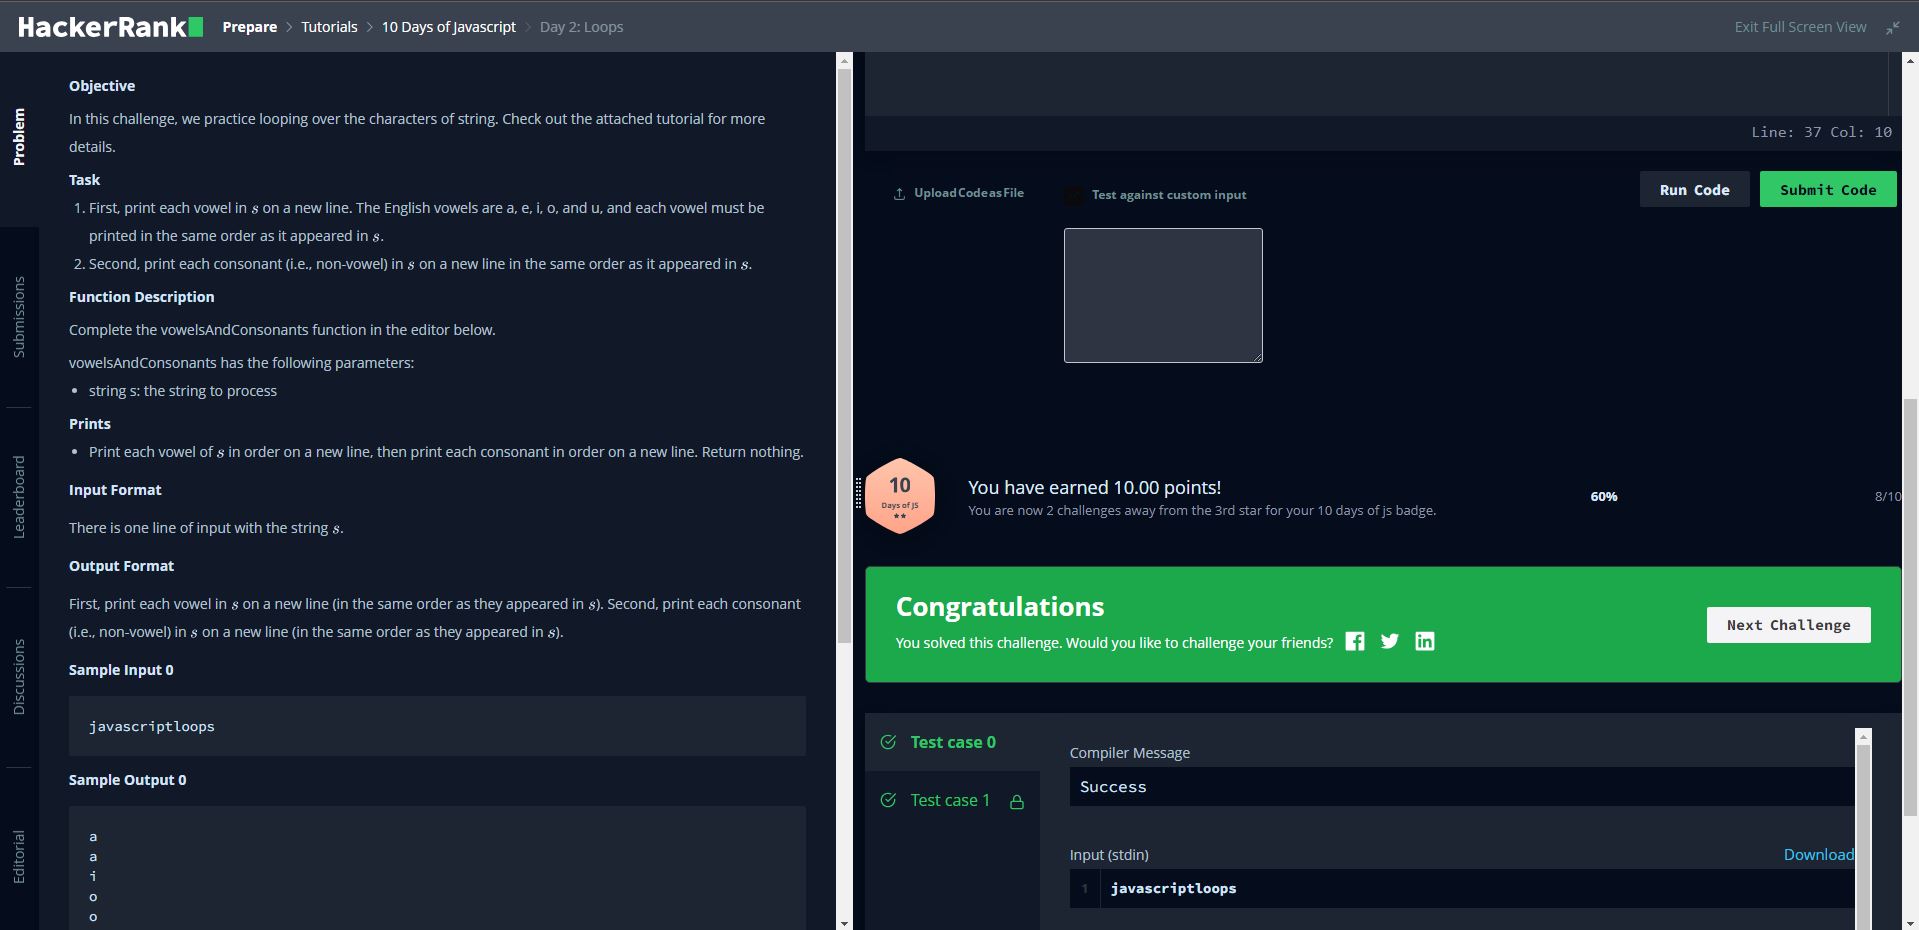 HackerRank
Prepare > Tutorials > 10 Days of Javascript > Day 2: Loops
Exit Full Screen View
Problem
Submissions
Leaderboard
Discussions
Editorial
Objective
In this challenge, we practice looping over the characters of string. Check out the attached tutorial for more
details.
Task
1. First, print each vowel in s on a new line. The English vowels are a, e, i, o, and u, and each vowel must be
printed in the same order as it appeared in s.
2. Second, print each consonant (i.e., non-vowel) in s on a new line in the same order as it appeared in s.
Function Description
Complete the vowelsAndConsonants function in the editor below.
vowelsAndConsonants has the following parameters:
• string s: the string to process
Prints
• Print each vowel of s in order on a new line, then print each consonant in order on a new line. Return nothing.
Input Format
There is one line of input with the string s.
Output Format
First, print each vowel in s on a new line (in the same order as they appeared in s). Second, print each consonant
(i.e., non-vowel) in s on a new line (in the same order as they appeared in s).
Sample Input 0
javascriptloops
Sample Output 0
a
a
i
o
o
Line: 37 Col: 10
UploadCodeasFile
Test against custom input
Run Code
Submit Code
10
Days of JS
You have earned 10.00 points!
You are now 2 challenges away from the 3rd star for your 10 days of js badge.
60%
8/10
Congratulations
You solved this challenge. Would you like to challenge your friends?
Next Challenge
Test case 0
Test case 1
Compiler Message
Success
Input (stdin)
Download
1 javascriptloops